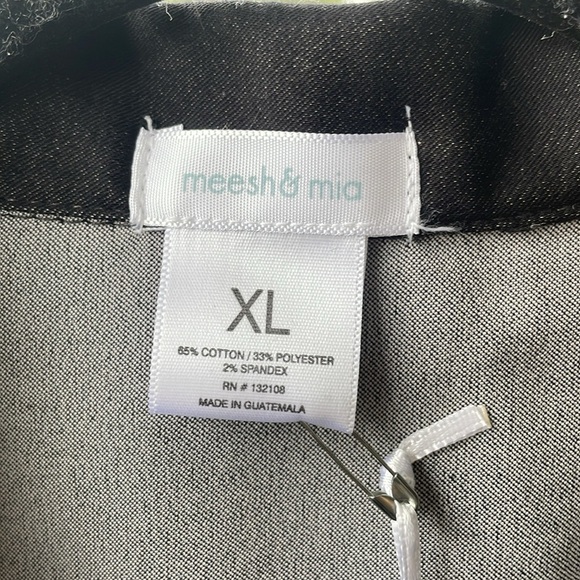 meesh& mia
XL
65% COTTON / 33% POLYESTER
2% SPANDEX
RN # 132108
MADE IN GUATEMALA